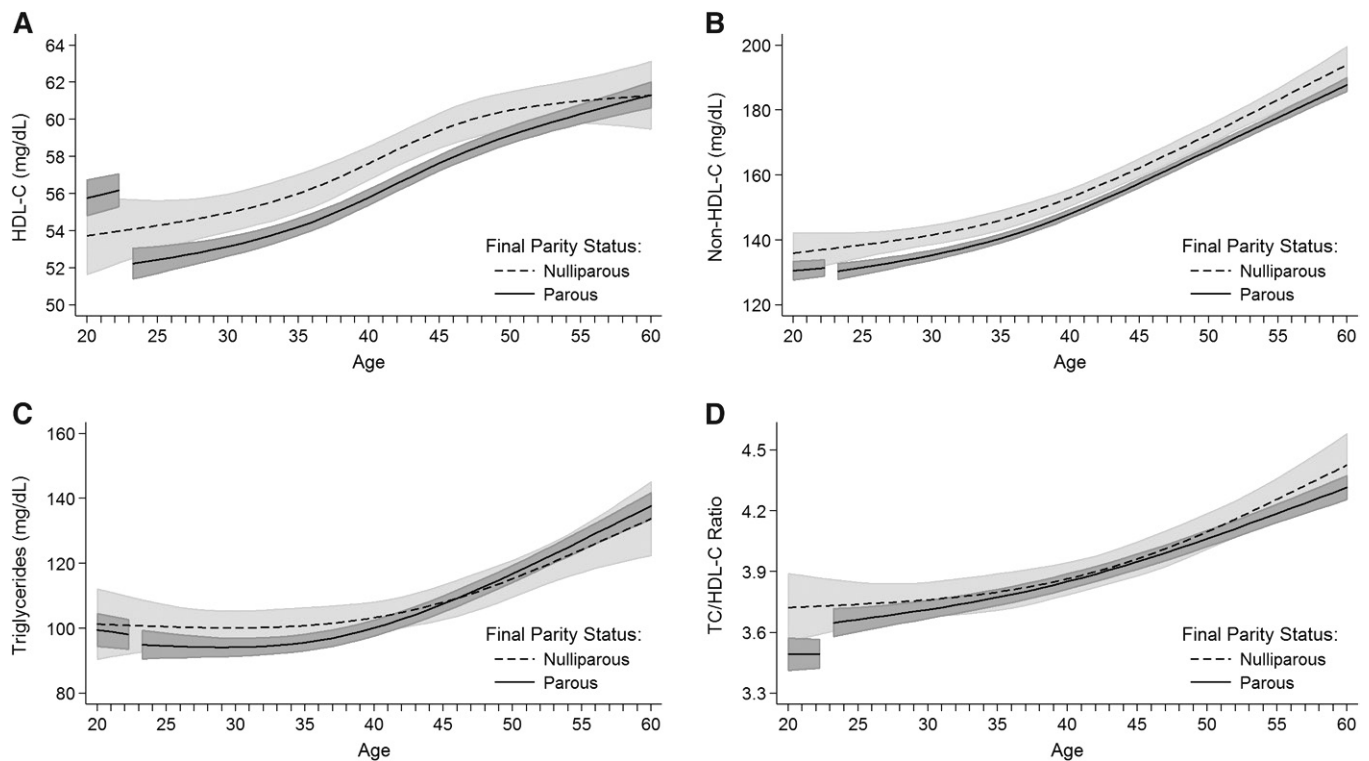 A
HDL-C (mg/dL)
64
62
60
58
56
54
52
50
20 25 30 35 40 45 50 55 60
Age
Final Parity Status:
Nulliparous
Parous
B
Non-HDL-C (mg/dL)
200
180
160
140
120
20 25 30 35 40 45 50 55 60
Age
Final Parity Status:
Nulliparous
Parous
C
Triglycerides (mg/dL)
160
140
120
100
80
20 25 30 35 40 45 50 55 60
Age
Final Parity Status:
Nulliparous
Parous
D
TC/HDL-C Ratio
4.5
4.2
3.9
3.6
3.3
20 25 30 35 40 45 50 55 60
Age
Final Parity Status:
Nulliparous
Parous